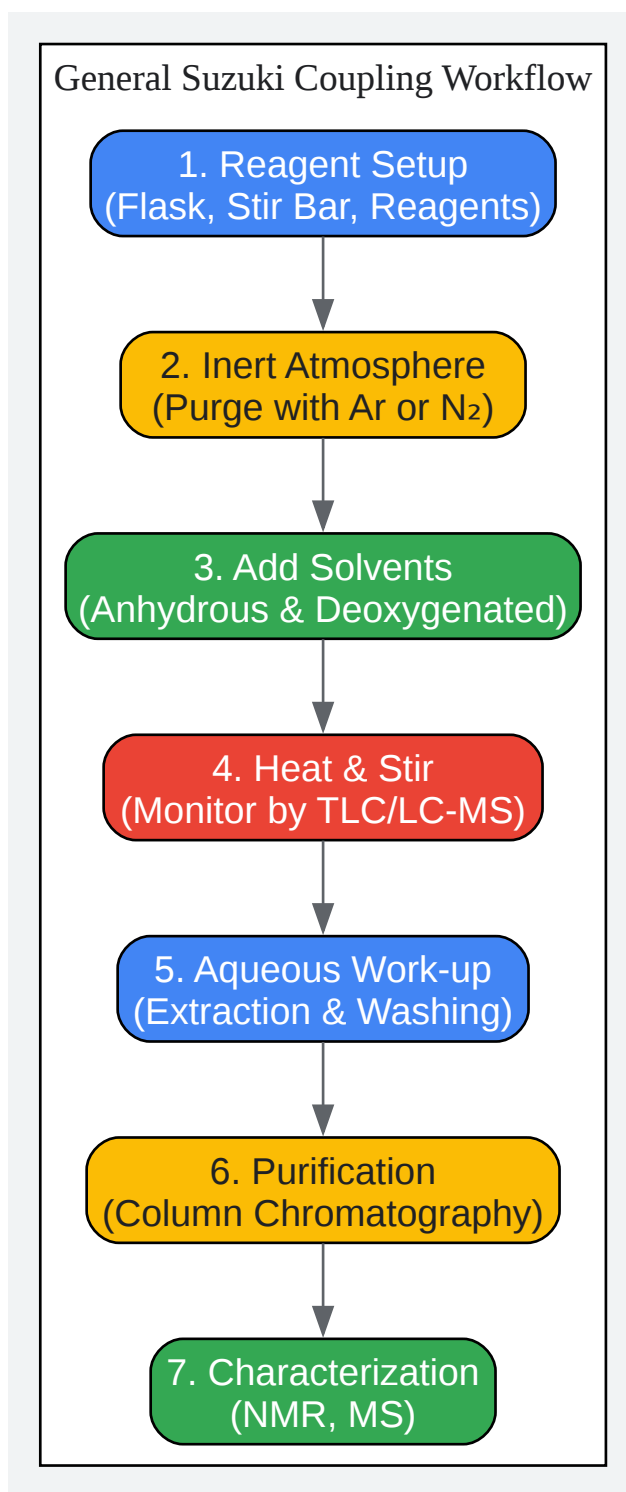 General Suzuki Coupling Workflow
1. Reagent Setup
(Flask, Stir Bar, Reagents)
2. Inert Atmosphere
(Purge with Ar or N₂)
3. Add Solvents
(Anhydrous & Deoxygenated)
4. Heat & Stir
(Monitor by TLC/LC-MS)
5. Aqueous Work-up
(Extraction & Washing)
6. Purification
(Column Chromatography)
7. Characterization
(NMR, MS)